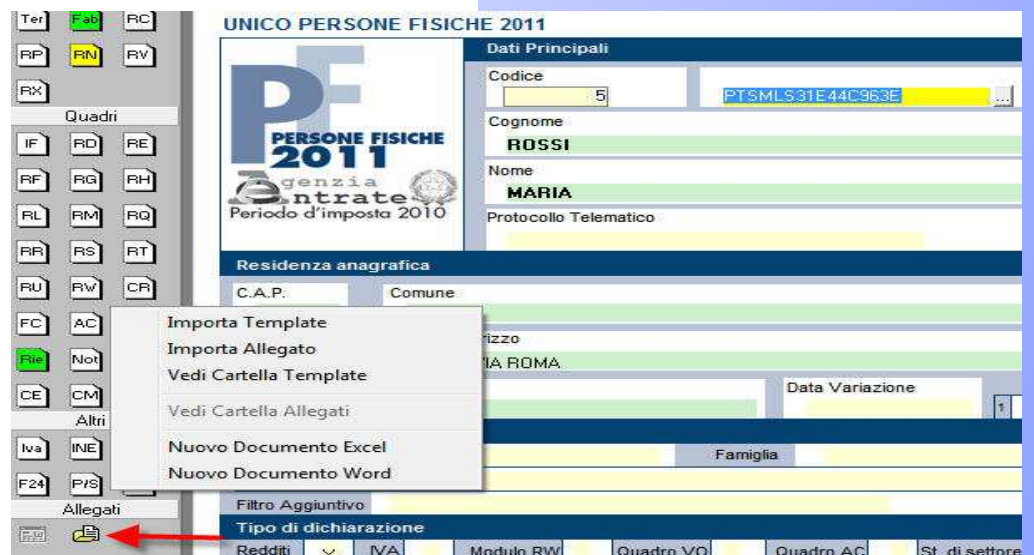 Ter Fab RC
RP RN RV
RX
Quadri
IF RD RE
RF RG RH
RL RM RQ
RR RS RT
RU RW CR
FC AC
Rie Not
CE CM
Altri
Iva INE
F24 P/S
Allegati
UNICO PERSONE FISICHE 2011
PF
PERSONE FISICHE
2011
Agenzia
Entrate
Periodo d'imposta 2010
Dati Principali
Codice
5 PTSMLS31E44C963E ...
Cognome
ROSSI
Nome
MARIA
Protocollo Telematico
Residenza anagrafica
C.A.P. Comune
rizzo
IA ROMA
Data Variazione
1
Importa Template
Importa Allegato
Vedi Cartella Template
Vedi Cartella Allegati
Nuovo Documento Excel
Nuovo Documento Word
Famiglia
Filtro Aggiuntivo
Tipo di dichiarazione
Redditi IVA Modulo RW Quadro VO Quadro AC St. di settore